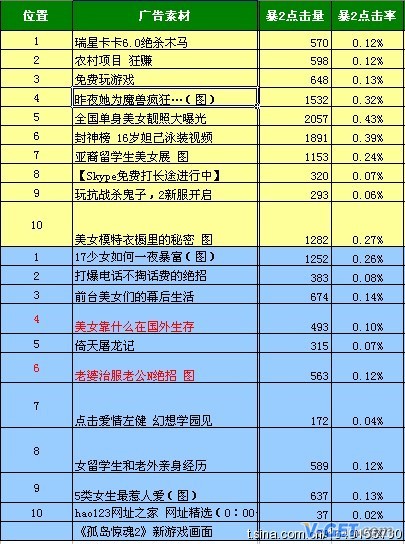 位置 广告素材 暴2点击量 暴2点击率
1 瑞星卡卡6.0绝杀木马 570 0.12%
2 农村项目 狂赚 598 0.12%
3 免费玩游戏 648 0.13%
4 昨夜她为魔兽疯狂…(图) 1532 0.32%
5 全国单身美女靓照大曝光 2057 0.43%
6 封神榜 16岁妲己泳装视频 1891 0.39%
7 亚裔留学生美女展 图 1153 0.24%
8 【Skype免费打长途进行中】 320 0.07%
9 玩抗战杀鬼子，2新服开启 293 0.06%
10 美女模特衣橱里的秘密 图 1282 0.27%
1 17少女如何一夜暴富(图) 1252 0.26%
2 打爆电话不掏话费的绝招 383 0.08%
3 前台美女们的幕后生活 674 0.14%
4 美女靠什么在国外生存 493 0.10%
5 倚天屠龙记 315 0.07%
6 老婆治服老公N绝招 图 563 0.12%
7 点击爱情左键 幻想学园见 172 0.04%
8 女留学生和老外亲身经历 589 0.12%
9 5类女生最惹人爱(图) 637 0.13%
10 hao123网址之家 网址精选(0：00- 37 0.02%
《孤岛惊魂2》新游戏画面
V-GET.com